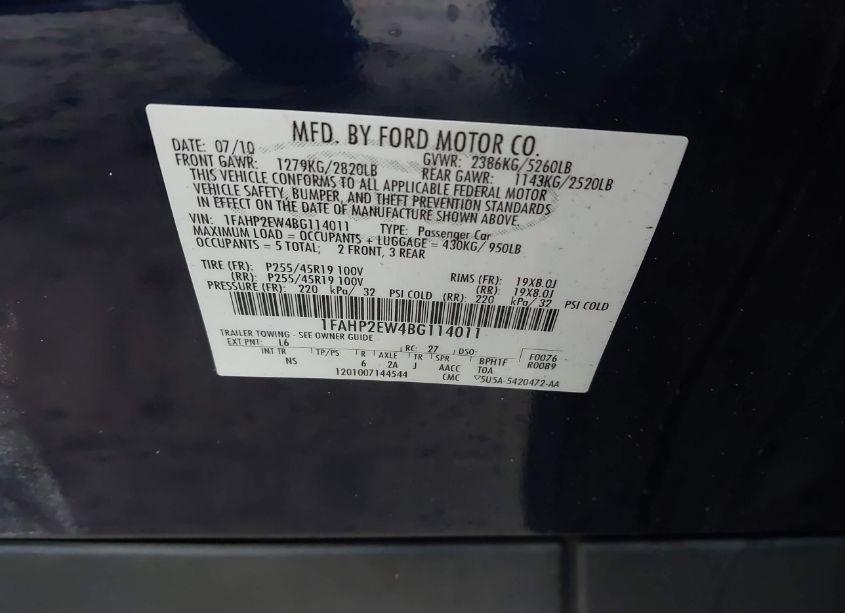 MFD. BY FORD MOTOR CO.
DATE: 07/10 GVWR: 2386KG/5260LB
FRONT GAWR: 1279KG/2820LB REAR GAWR: 1143KG/2520LB
THIS VEHICLE CONFORMS TO ALL APPLICABLE FEDERAL MOTOR
VEHICLE SAFETY, BUMPER, AND THEFT PREVENTION STANDARDS
IN EFFECT ON THE DATE OF MANUFACTURE SHOWN ABOVE.
VIN: 1FAHP2EW4BG114011 TYPE: Passenger Car
MAXIMUM LOAD = OCCUPANTS + LUGGAGE = 430KG/ 950LB
OCCUPANTS = 5 TOTAL; 2 FRONT, 3 REAR
TIRE (FR): P255/45R19 100V RIMS (FR): 19X8.0J
(RR): P255/45R19 100V (RR): 19X8.0J
PRESSURE (FR): 220 kPa/ 32 PSI COLD (RR): 220 kPa/ 32 PSI COLD
1FAHP2EW4BG114011
TRAILER TOWING - SEE OWNER GUIDE
EXT PNT: L6 RC: 27 DSO:
INT TR TP/PS R AXLE TR SPR BPHTF F0076
NS 6 2A J AACC T0A R00B9
1201007144544 CMC 5U5A-5420472-AA